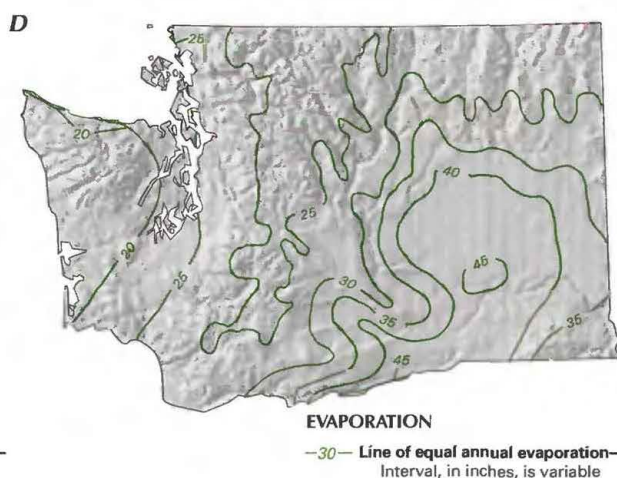 D
25
20
40
25
45
20
25
30
35
35
45
EVAPORATION
—30— Line of equal annual evaporation—
Interval, in inches, is variable